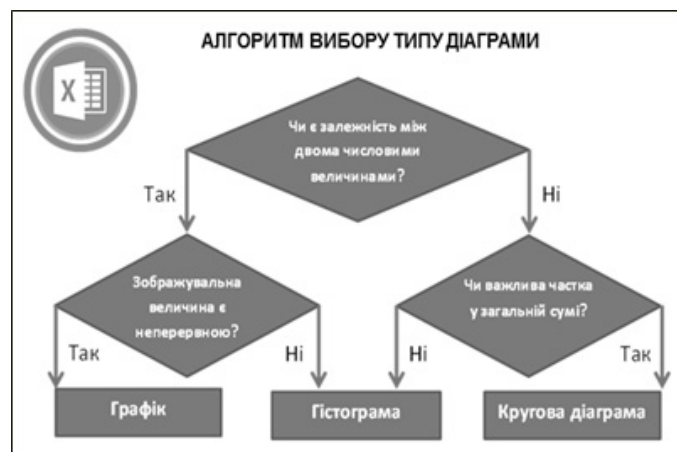 АЛГОРИТМ ВИБОРУ ТИПУ ДІАГРАМИ
X
Чи є залежність між
двома числовими
величинами?
Так
Ні
Зображувальна
величина є
неперервною?
Чи важлива частка
у загальній сумі?
Так
Ні
Ні
Так
Графік
Гістограма
Кругова діаграма